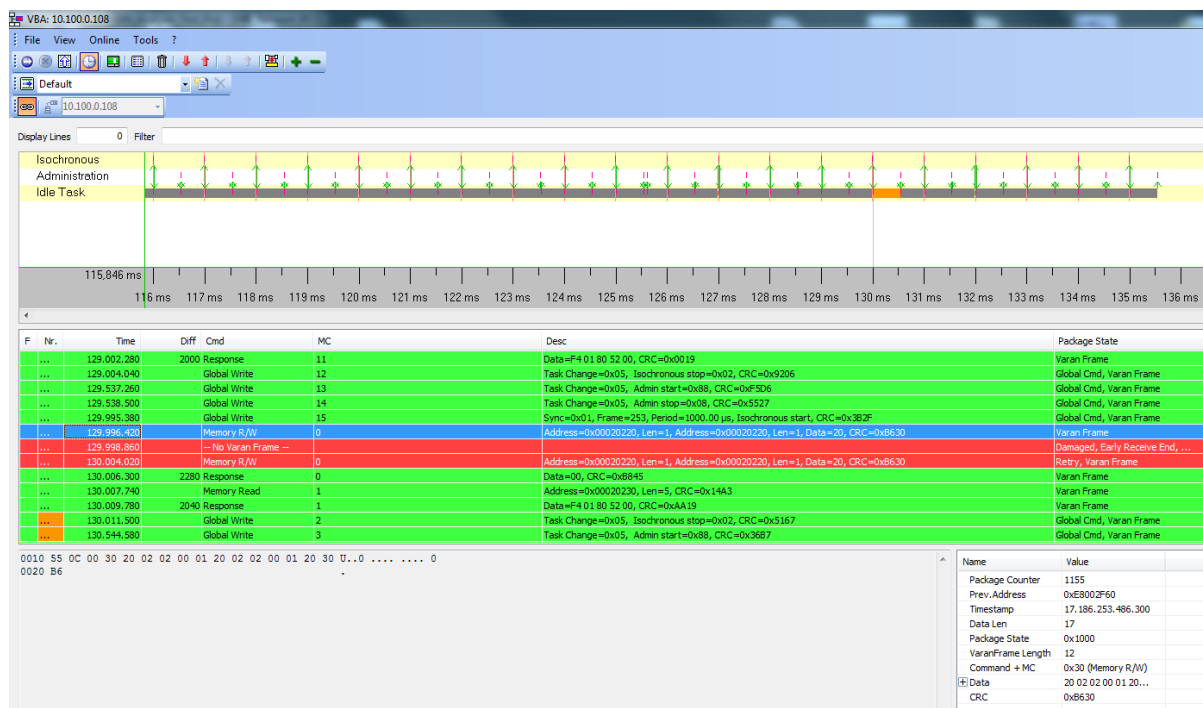 VBA: 10.100.0.108
File View Online Tools ?
Default
10.100.0.108
Display Lines 0 Filter
Isochronous
Administration
Idle Task
115,846 ms
116 ms 117 ms 118 ms 119 ms 120 ms 121 ms 122 ms 123 ms 124 ms 125 ms 126 ms 127 ms 128 ms 129 ms 130 ms 131 ms 132 ms 133 ms 134 ms 135 ms 136 ms
F Nr. Time Diff Cmd MC Desc Package State
... 129.002.280 2000 Response 11 Data=F4 01 80 52 00, CRC=0x0019 Varan Frame
... 129.004.040 Global Write 12 Task Change=0x05, Isochronous stop=0x02, CRC=0x9206 Global Cmd, Varan Frame
... 129.537.260 Global Write 13 Task Change=0x05, Admin start=0x88, CRC=0xF5D6 Global Cmd, Varan Frame
... 129.538.500 Global Write 14 Task Change=0x05, Admin stop=0x08, CRC=0x5527 Global Cmd, Varan Frame
... 129.995.380 Global Write 15 Sync=0x01, Frame=253, Period=1000.00 µs, Isochronous start, CRC=0x3B2F Global Cmd, Varan Frame
... 129.996.420 Memory R/W 0 Address=0x00020220, Len=1, Address=0x00020220, Len=1, Data=20, CRC=0xB630 Varan Frame
... 129.998.860 -- No Varan Frame -- Damaged, Early Receive End, ...
... 130.004.020 Memory R/W 0 Address=0x00020220, Len=1, Address=0x00020220, Len=1, Data=20, CRC=0xB630 Retry, Varan Frame
... 130.006.300 2280 Response 0 Data=00, CRC=0xB845 Varan Frame
... 130.007.740 Memory Read 1 Address=0x00020230, Len=5, CRC=0x14A3 Varan Frame
... 130.009.780 2040 Response 1 Data=F4 01 80 52 00, CRC=0xAA19 Varan Frame
... 130.011.500 Global Write 2 Task Change=0x05, Isochronous stop=0x02, CRC=0x5167 Global Cmd, Varan Frame
... 130.544.580 Global Write 3 Task Change=0x05, Admin start=0x88, CRC=0x36B7 Global Cmd, Varan Frame
0010 55 0C 00 30 20 02 02 00 01 20 02 02 00 01 20 30 U..0 .... .... 0
0020 B6 .
Name Value
Package Counter 1155
Prev.Address 0xE8002F60
Timestamp 17.186.253.486.300
Data Len 17
Package State 0x1000
VaranFrame Length 12
Command + MC 0x30 (Memory R/W)
Data 20 02 02 00 01 20...
CRC 0xB630